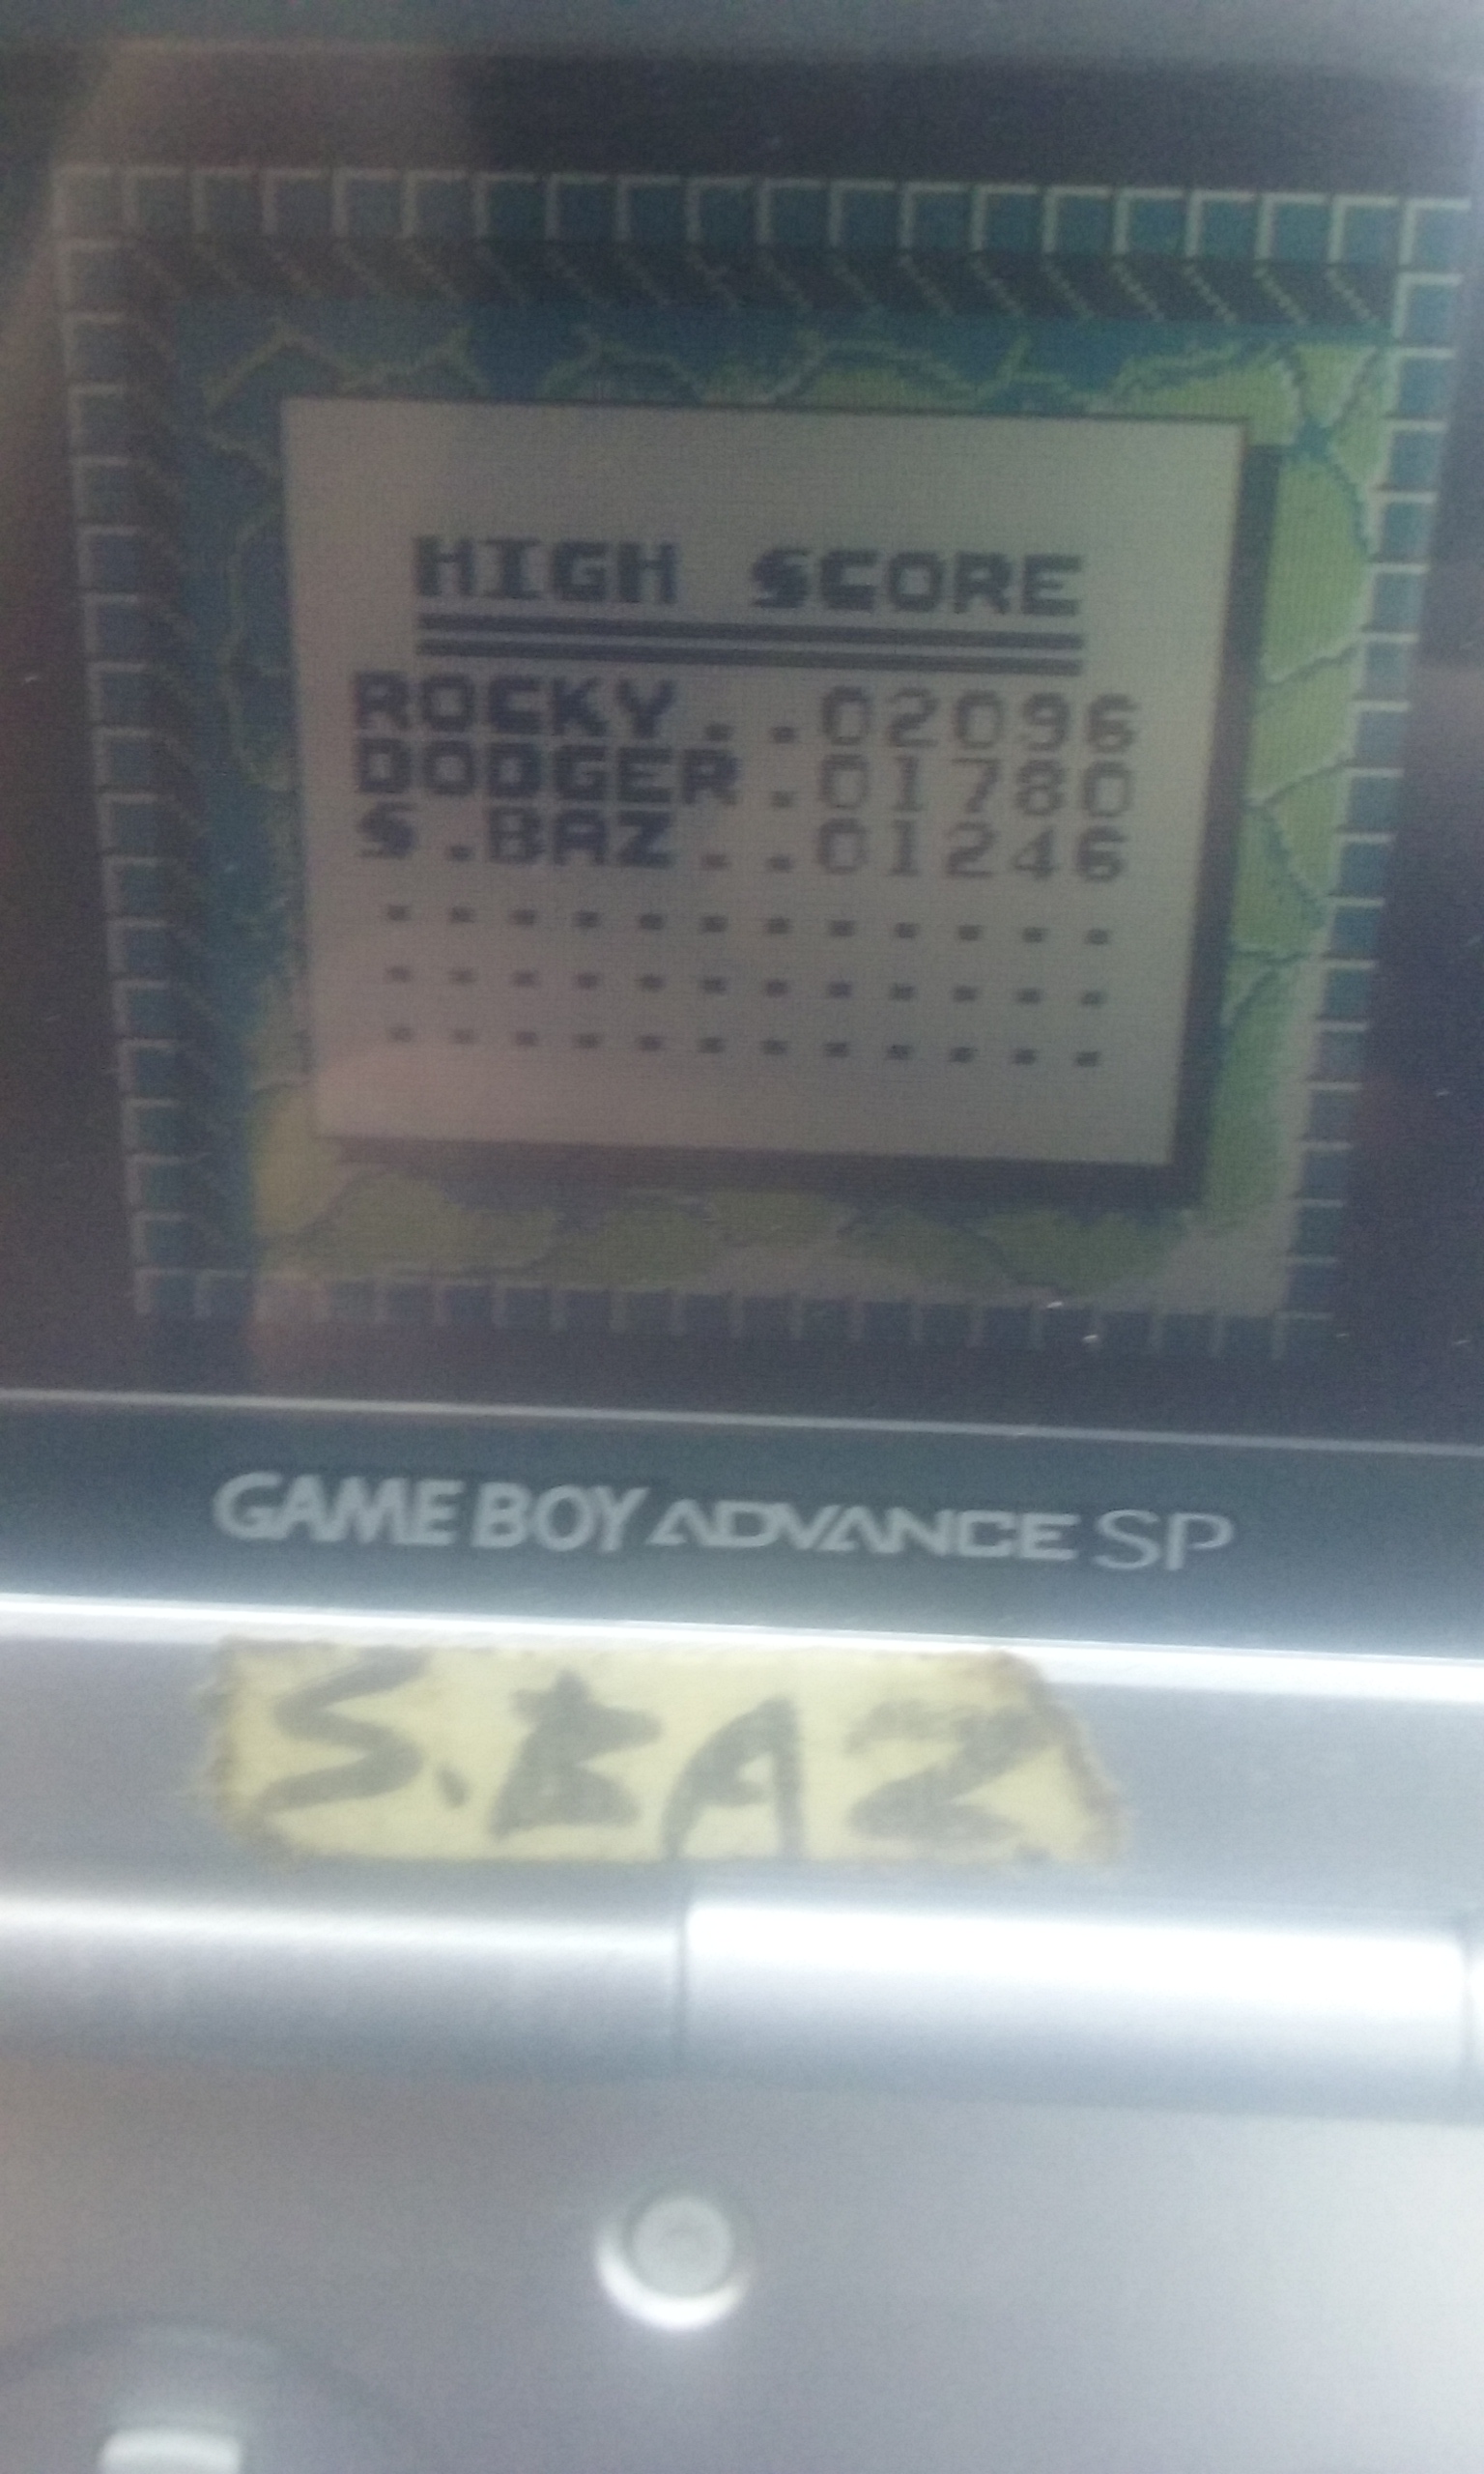 HIGH SCORE
ROCKY..02096
DODGER.01780
S.BAZ..01246
............
............
............
GAME BOY ADVANCE SP
S.BAZ